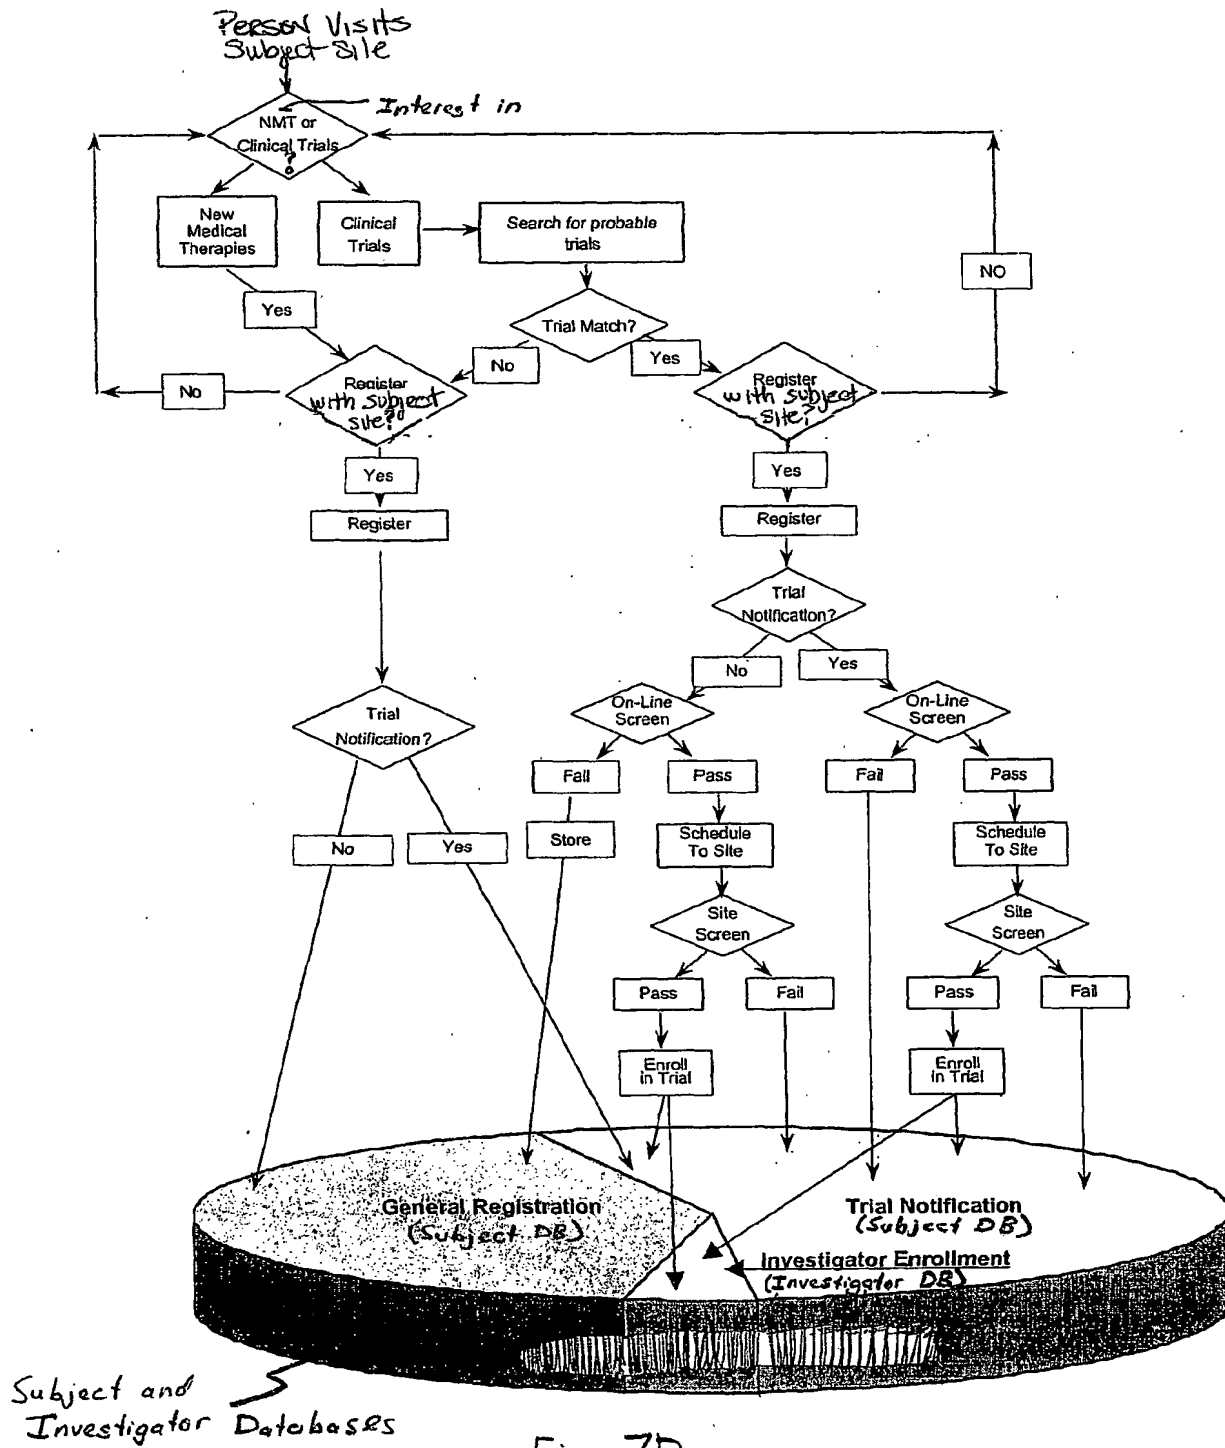 Person Visits
Subject Site
Interest in
NMT or
Clinical Trials
?
New
Medical
Therapies
Clinical
Trials
Search for probable
trials
NO
Yes
Trial Match?
No
Yes
No
Register
with subject
site?
Register
with subject
site?
Yes
Yes
Register
Register
Trial
Notification?
No
Yes
Trial
Notification?
On-Line
Screen
On-Line
Screen
Fail
Pass
Fail
Pass
No
Yes
Store
Schedule
To Site
Schedule
To Site
Site
Screen
Site
Screen
Pass
Fail
Pass
Fail
Enroll
in Trial
Enroll
in Trial
General Registration
(Subject DB)
Trial Notification
(Subject DB)
Investigator Enrollment
(Investigator DB)
Subject and
Investigator Databases